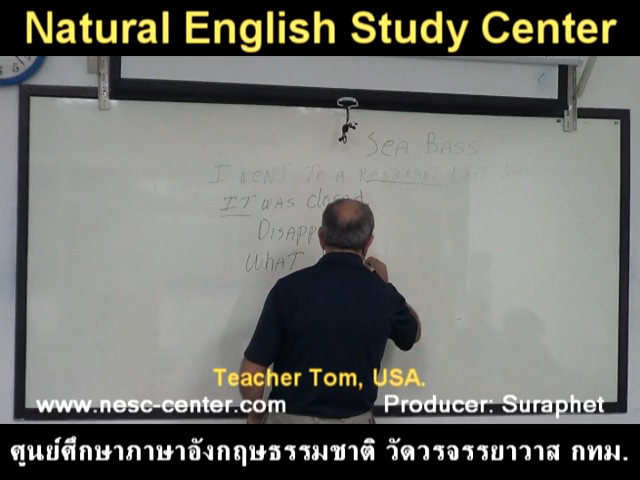 Natural English Study Center
Sea Bass
I WENT TO A RESTAURANT LAST
IT WAS closed
DISAPP
WHAT
Teacher Tom, USA.
www.nesc-center.com Producer: Suraphet
ศูนย์ศึกษาภาษาอังกฤษธรรมชาติ วัดวรจรรยาวาส กทม.